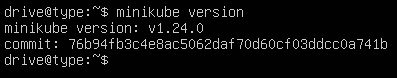 drive@type:~$ minikube version
minikube version: v1.24.0
commit: 76b94fb3c4e8ac5062daf70d60cf03ddcc0a741b
drive@type:~$